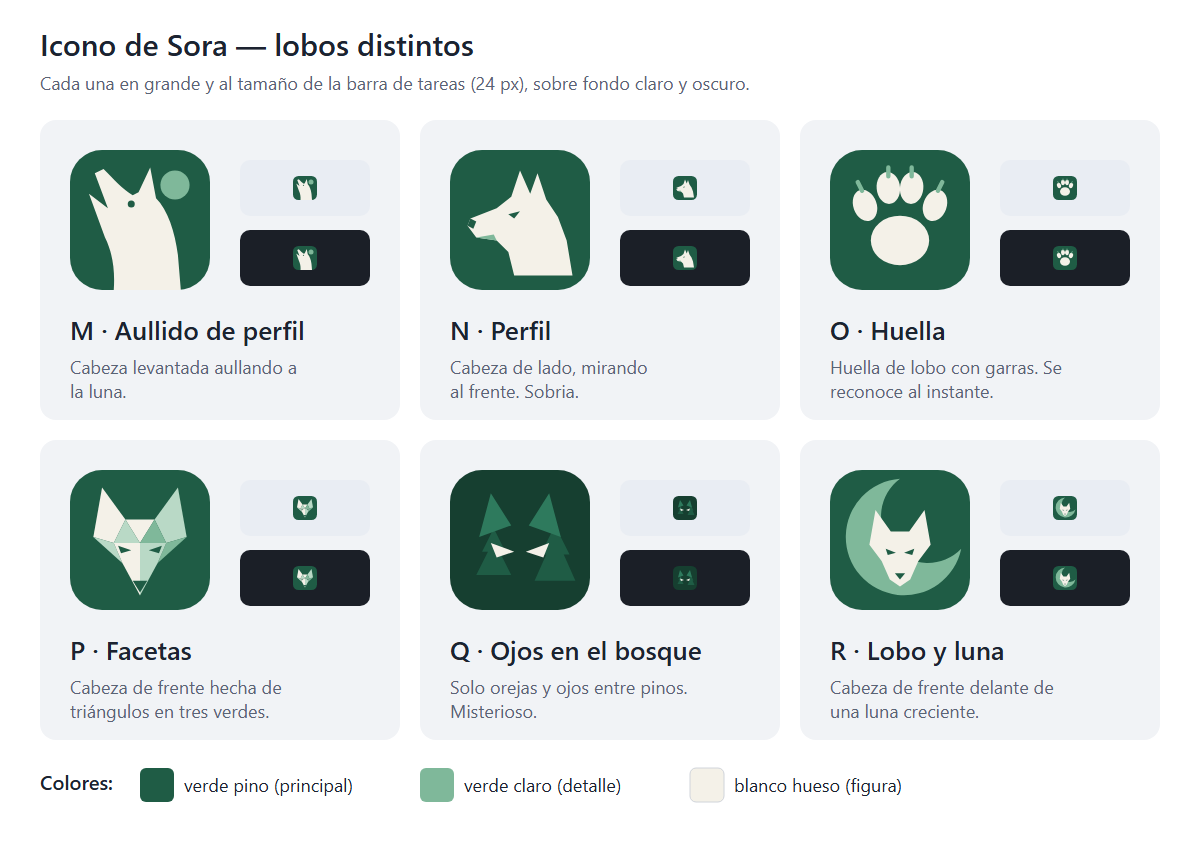 Icono de Sora — lobos distintos
Cada una en grande y al tamaño de la barra de tareas (24 px), sobre fondo claro y oscuro.
M · Aullido de perfil
Cabeza levantada aullando a
la luna.
N · Perfil
Cabeza de lado, mirando
al frente. Sobria.
O · Huella
Huella de lobo con garras. Se
reconoce al instante.
P · Facetas
Cabeza de frente hecha de
triángulos en tres verdes.
Q · Ojos en el bosque
Solo orejas y ojos entre pinos.
Misterioso.
R · Lobo y luna
Cabeza de frente delante de
una luna creciente.
Colores:
verde pino (principal)
verde claro (detalle)
blanco hueso (figura)